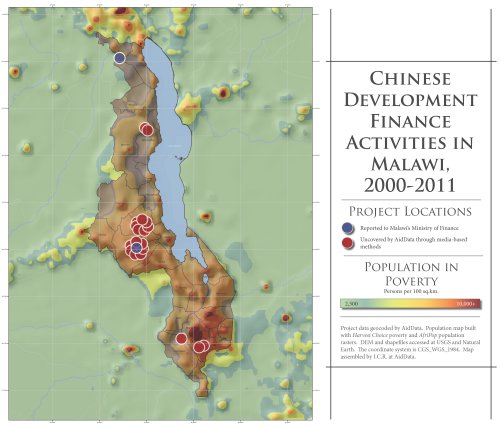 Chinese
Development
Finance
Activities in
Malawi,
2000-2011
Project Locations
Reported to Malawi's Ministry of Finance
Uncovered by AidData through media-based
methods
Population in
Poverty
Persons per 100 sq.km.
2,500 10,000+
Project data geocoded by AidData. Population map built
with Harvest Choice poverty and AfriPop population
rasters. DEM and shapefiles accessed at USGS and Natural
Earth. The coordinate system is CGS_WGS_1984. Map
assembled by I.C.R. at AidData.